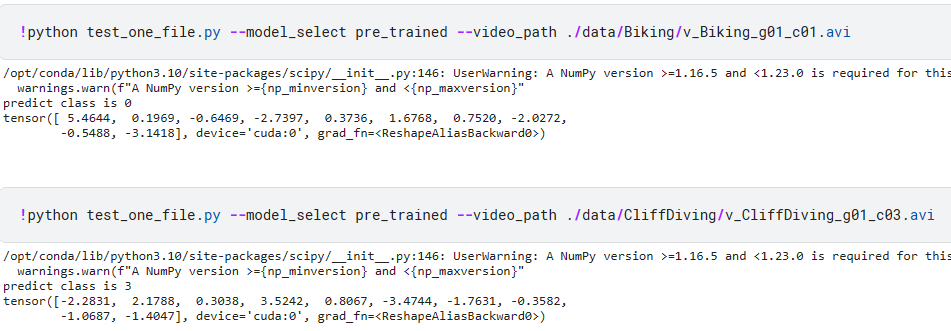 !python test_one_file.py --model_select pre_trained --video_path ./data/Biking/v_Biking_g01_c01.avi
/opt/conda/lib/python3.10/site-packages/scipy/__init__.py:146: UserWarning: A NumPy version >=1.16.5 and <1.23.0 is required for this
  warnings.warn(f"A NumPy version >={np_minversion} and <{np_maxversion}"
predict class is 0
tensor([ 5.4644,  0.1969, -0.6469, -2.7397,  0.3736,  1.6768,  0.7520, -2.0272,
        -0.5488, -3.1418], device='cuda:0', grad_fn=<ReshapeAliasBackward0>)
!python test_one_file.py --model_select pre_trained --video_path ./data/CliffDiving/v_CliffDiving_g01_c03.avi
/opt/conda/lib/python3.10/site-packages/scipy/__init__.py:146: UserWarning: A NumPy version >=1.16.5 and <1.23.0 is required for this
  warnings.warn(f"A NumPy version >={np_minversion} and <{np_maxversion}"
predict class is 3
tensor([-2.2831,  2.1788,  0.3038,  3.5242,  0.8067, -3.4744, -1.7631, -0.3582,
        -1.0687, -1.4047], device='cuda:0', grad_fn=<ReshapeAliasBackward0>)